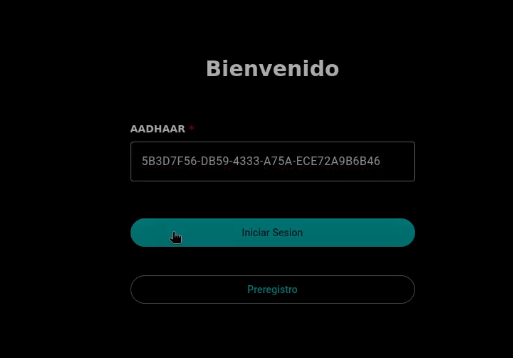 Bienvenido
AADHAAR *
5B3D7F56-DB59-4333-A75A-ECE72A9B6B46
Iniciar Sesion
Preregistro